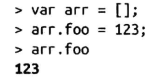 > var arr = [];
> arr.foo = 123;
> arr.foo
123